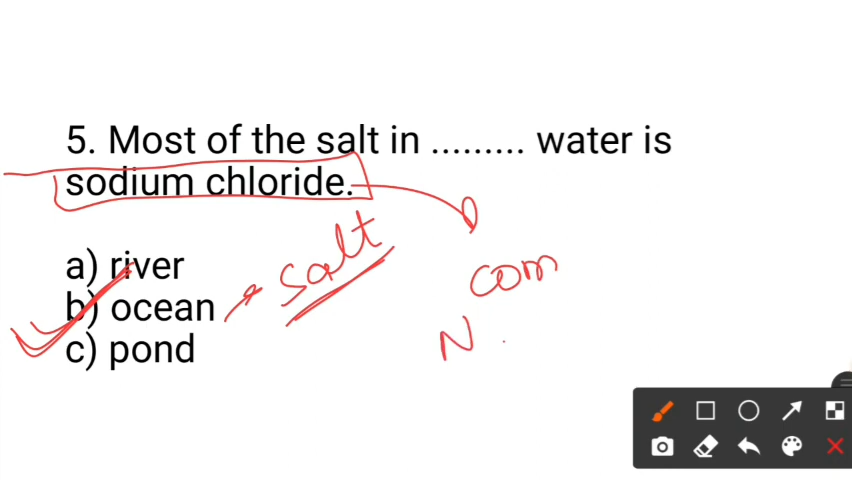 5. Most of the salt in ......... water is
sodium chloride.
a) river
b) ocean
c) pond
salt
com
N